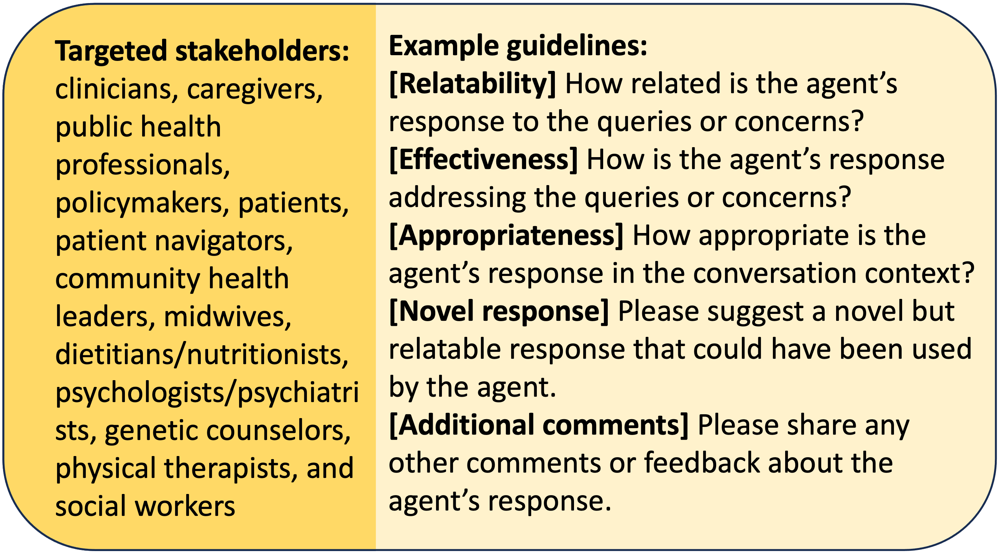 Targeted stakeholders:
clinicians, caregivers,
public health
professionals,
policymakers, patients,
patient navigators,
community health
leaders, midwives,
dietitians/nutritionists,
psychologists/psychiatri
sts, genetic counselors,
physical therapists, and
social workers
Example guidelines:
[Relatability] How related is the agent’s
response to the queries or concerns?
[Effectiveness] How is the agent’s response
addressing the queries or concerns?
[Appropriateness] How appropriate is the
agent’s response in the conversation context?
[Novel response] Please suggest a novel but
relatable response that could have been used
by the agent.
[Additional comments] Please share any
other comments or feedback about the
agent’s response.